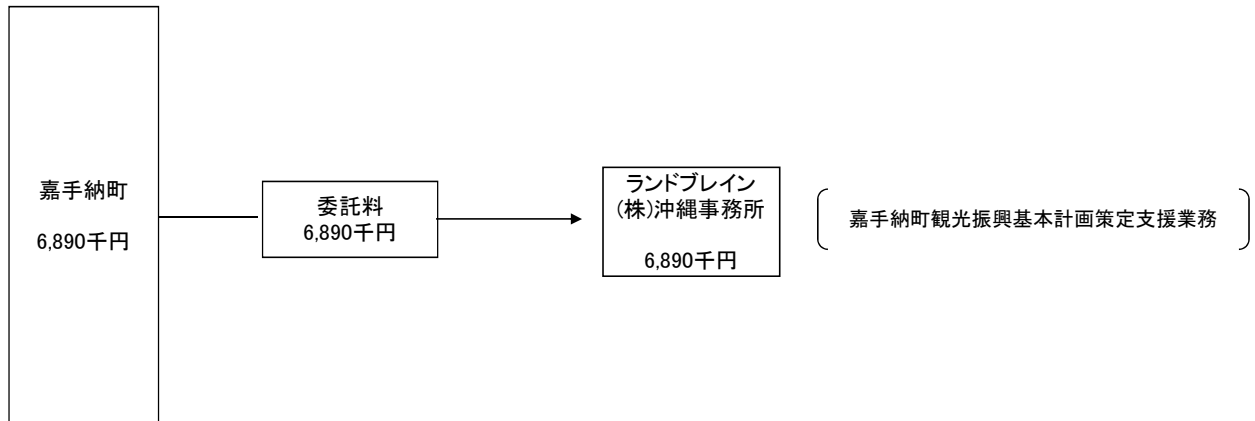 嘉手納町
6,890千円
委託料
6,890千円
ランドブレイン
(株)沖縄事務所
6,890千円
嘉手納町観光振興基本計画策定支援業務